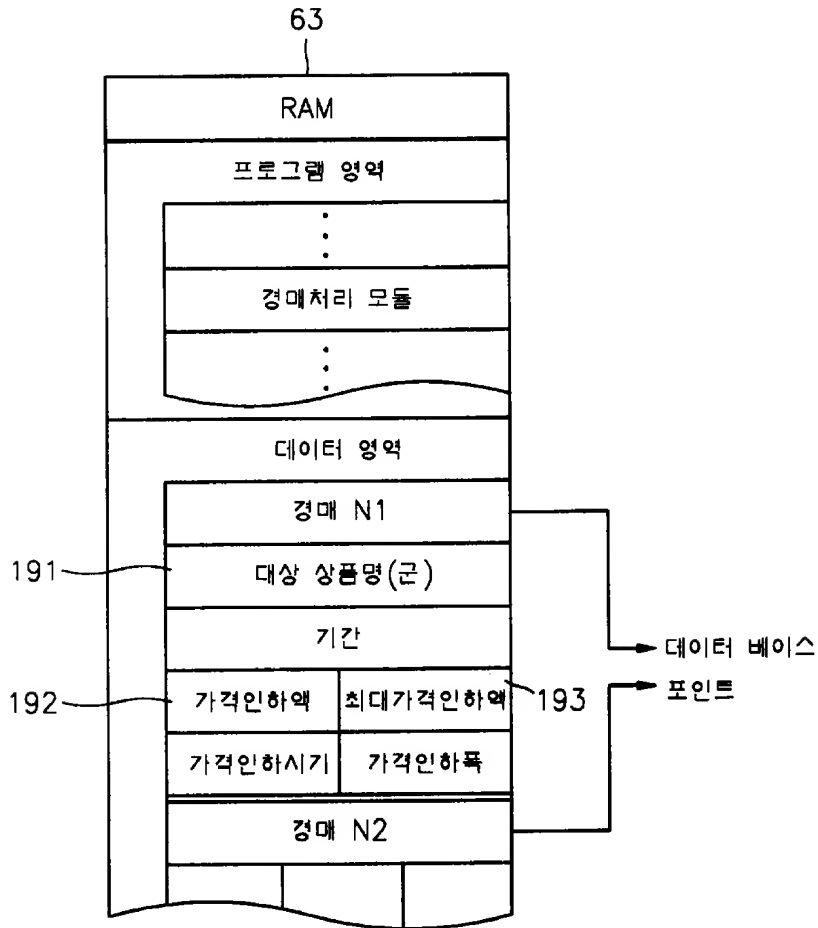 63
RAM
프로그램 영역
경매처리 모듈
데이터 영역
경매 N1
191
대상 상품명(군)
기간
데이터 베이스
192
가격인하액
최대가격인하액
193
포인트
가격인하시기
가격인하폭
경매 N2